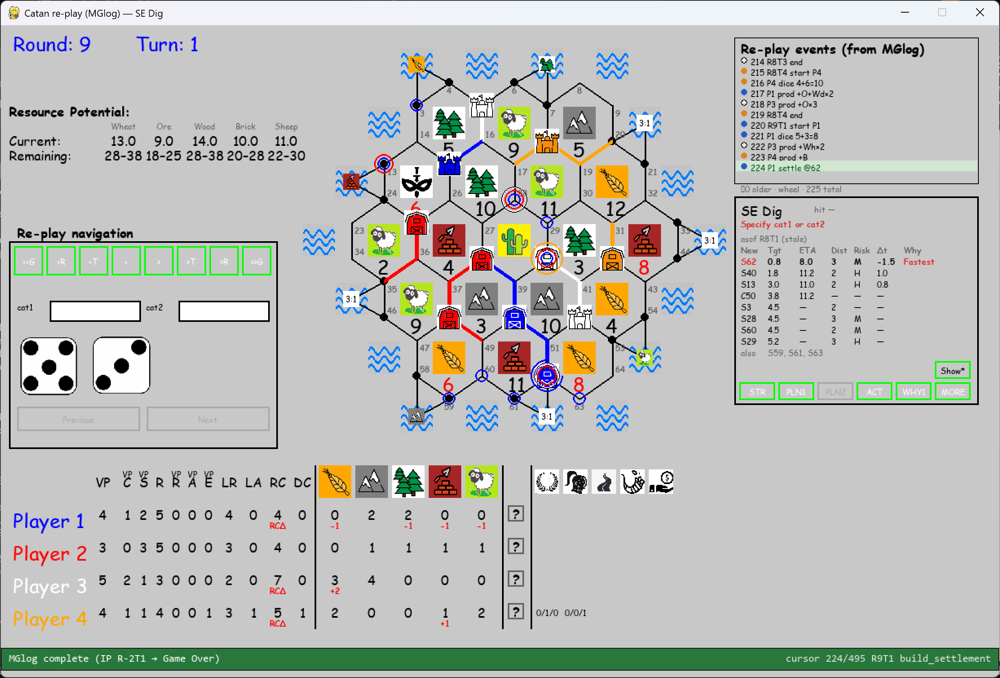 Catan re-play (MGlog) — SE Dig
Round: 9 Turn: 1
Resource Potential:
Wheat Ore Wood Brick Sheep
Current: 13.0 9.0 14.0 10.0 11.0
Remaining: 28-38 18-25 28-38 20-28 22-30
Re-play navigation
<<G <R <T < > >T >R >>G
cat1 cat2
Previous Next
4 6 8
3 7 9
3:1
14 16 20
5 9 5
13 17 19 21
24 26 30 32
6 10 11 12
23 27 29 31 33
3:1
34 36 44
2 4 3 8
35 37 39 41 43
3:1
46 54
9 3 10 4
47 49 51 53
58 60 64
6 11 8
59 61 63
3:1
Re-play events (from MGlog)
214 R8T3 end
215 R8T4 start P4
216 P4 dice 4+6=10
217 P1 prod +O+Wd×2
218 P3 prod +O×3
219 R8T4 end
220 R9T1 start P1
221 P1 dice 5+3=8
222 P3 prod +Wh×2
223 P4 prod +B
224 P1 settle @62
0 older · wheel · 225 total
SE Dig hit —
Specify cat1 or cat2
asof R8T1 (stale)
New Tgt ETA Dist Risk Δt Why
S62 0.8 8.0 3 M -1.5 Fastest
S40 1.8 11.2 2 H 1.0
S13 3.0 11.0 2 H 0.8
C50 3.8 11.2 — — —
S3 4.5 — 2 — —
S28 4.5 — 3 M —
S60 4.5 — 2 M —
S29 5.2 — 3 H —
also S59, S61, S63
Show*
STR PLN1 PLN2 ACT WHY1 MORE
VP VP VP VP VP
VP C S R R A E LR LA RC DC
Player 1 4 1 2 5 0 0 0 4 0 4 0 0 2 2 0 0 ?
RCΔ -1 -1 -1 -1
Player 2 3 0 3 5 0 0 0 3 0 4 0 0 1 1 1 1 ?
Player 3 5 2 1 3 0 0 0 2 0 7 0 3 4 0 0 0 ?
RCΔ +2
Player 4 4 1 1 4 0 0 1 3 1 5 1 2 0 0 1 2 ? 0/1/0 0/0/1
RCΔ +1
MGlog complete (IP R-2T1 → Game Over)
cursor 224/495 R9T1 build_settlement